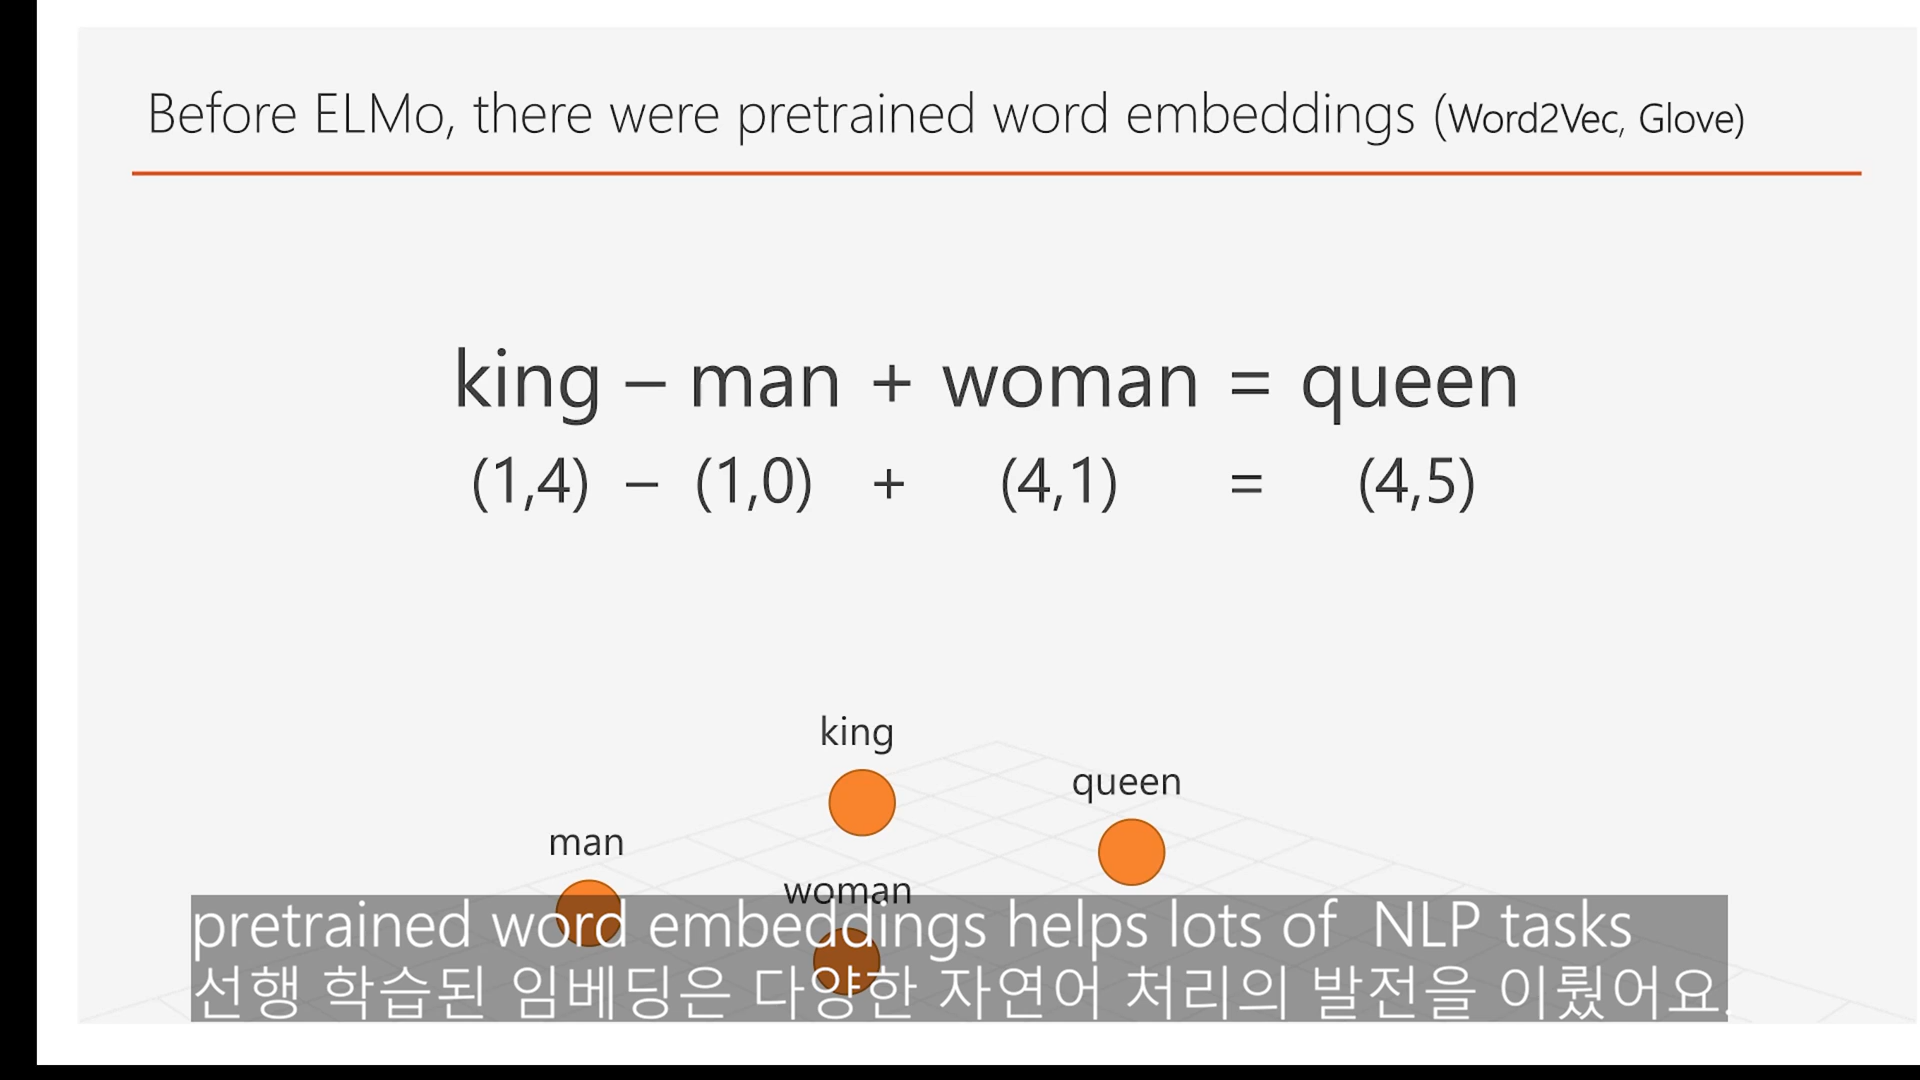 Before ELMo, there were pretrained word embeddings (Word2Vec, Glove)
king – man + woman = queen
(1,4) – (1,0) + (4,1) = (4,5)
king
queen
man
woman
pretrained word embeddings helps lots of NLP tasks
선행 학습된 임베딩은 다양한 자연어 처리의 발전을 이뤘어요.